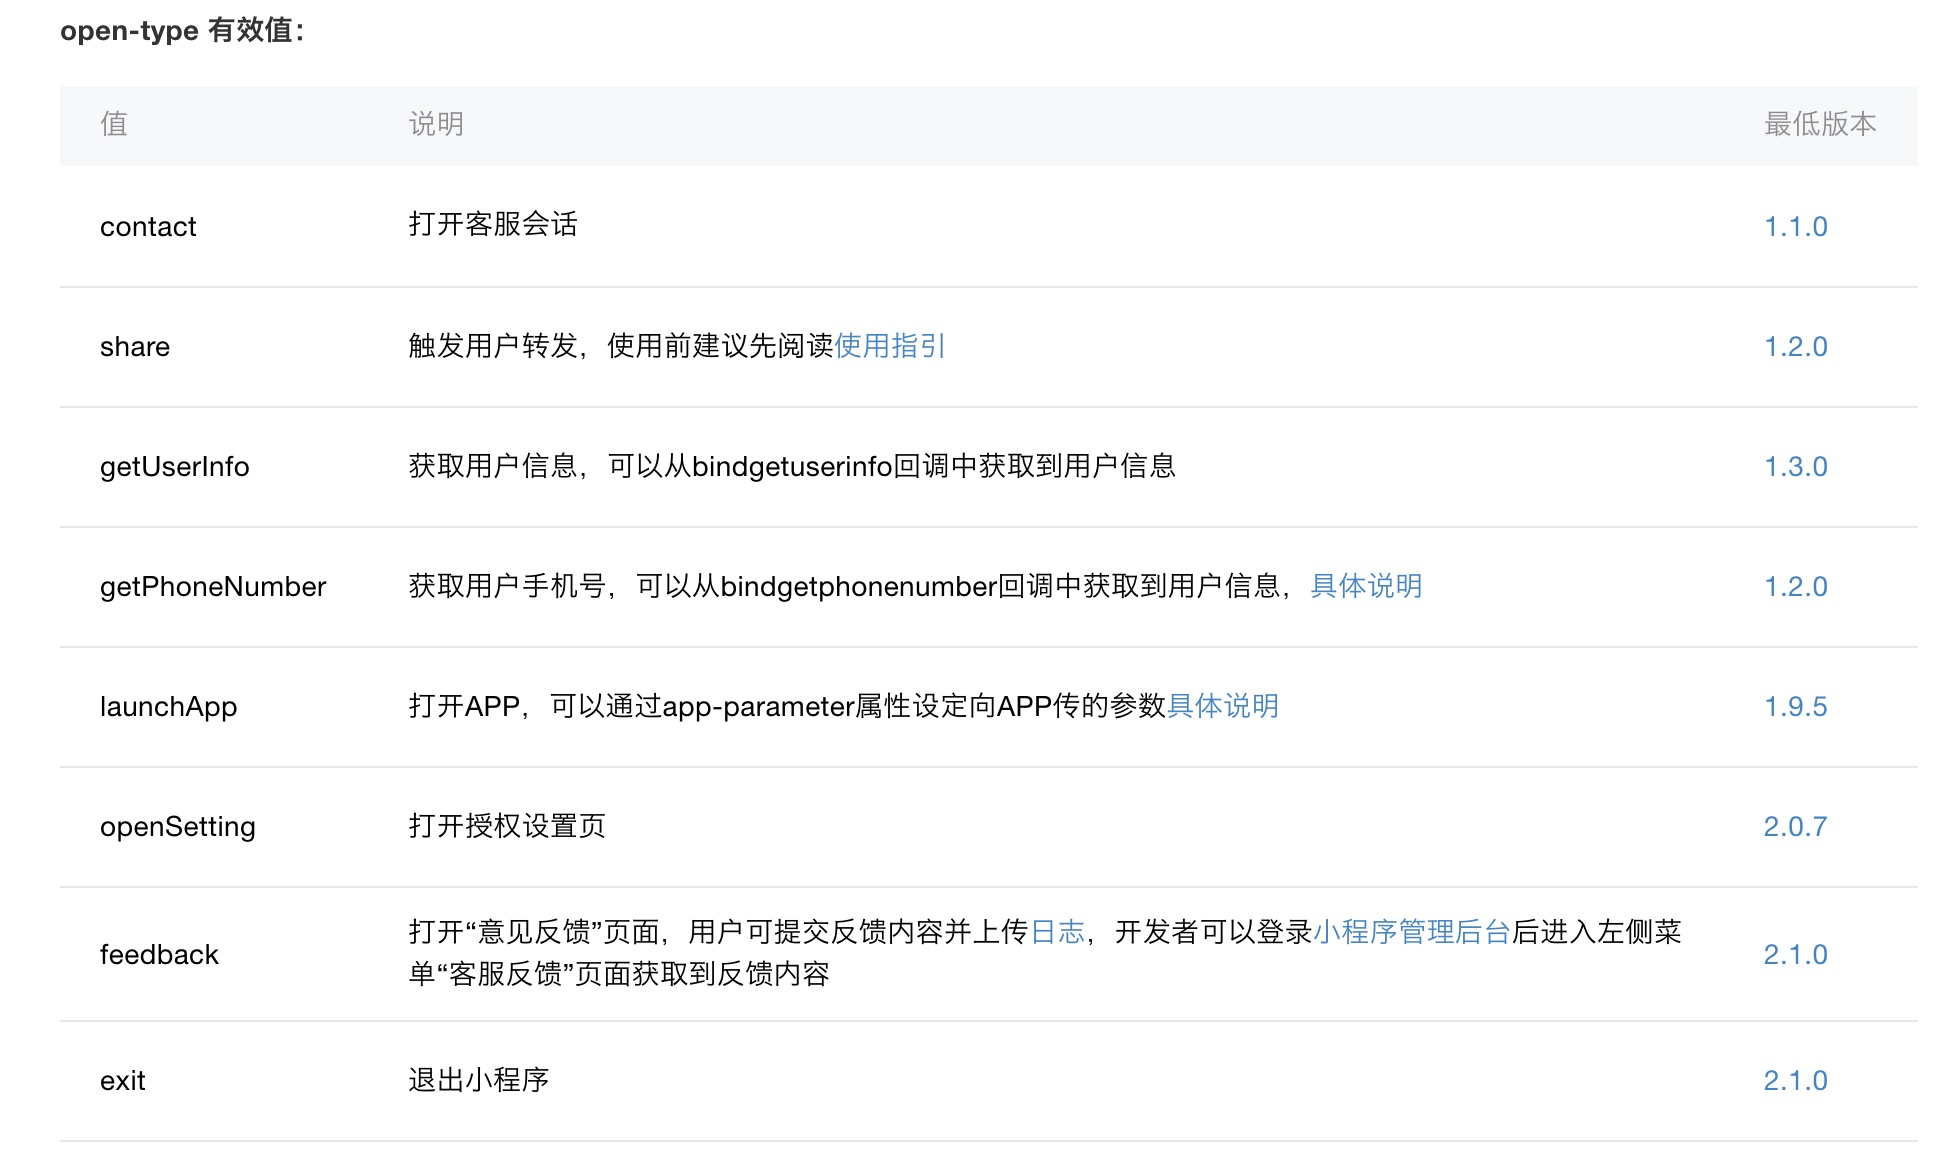 open-type 有效值：
值 说明 最低版本
contact 打开客服会话 1.1.0
share 触发用户转发，使用前建议先阅读使用指引 1.2.0
getUserInfo 获取用户信息，可以从bindgetuserinfo回调中获取到用户信息 1.3.0
getPhoneNumber 获取用户手机号，可以从bindgetphonenumber回调中获取到用户信息，具体说明 1.2.0
launchApp 打开APP，可以通过app-parameter属性设定向APP传的参数具体说明 1.9.5
openSetting 打开授权设置页 2.0.7
feedback 打开“意见反馈”页面，用户可提交反馈内容并上传日志，开发者可以登录小程序管理后台后进入左侧菜
单“客服反馈”页面获取到反馈内容 2.1.0
exit 退出小程序 2.1.0